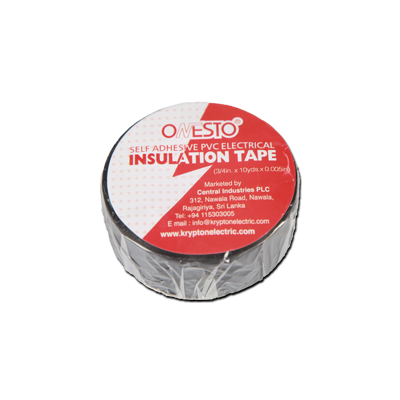 ONESTO®
SELF ADHESIVE PVC ELECTRICAL
INSULATION TAPE
(3/4in. x 10yds x 0.005in)
Marketed by
Central Industries PLC
312, Nawala Road, Nawala,
Rajagiriya, Sri Lanka
Tel: +94 115303005
E mail : info@kryptonelectric.com
www.kryptonelectric.com